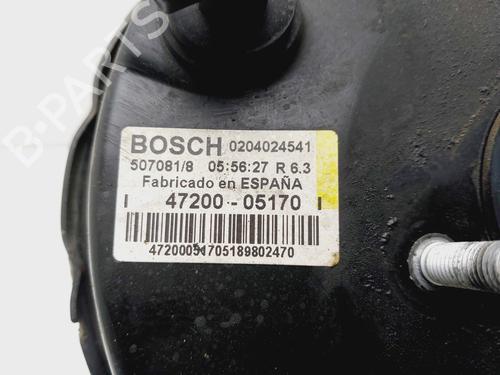 B-PARTS
BOSCH 0204024541
507081/8 05:56:27 R 6.3
Fabricado en ESPAÑA
47200 - 05170
47200051705189802470